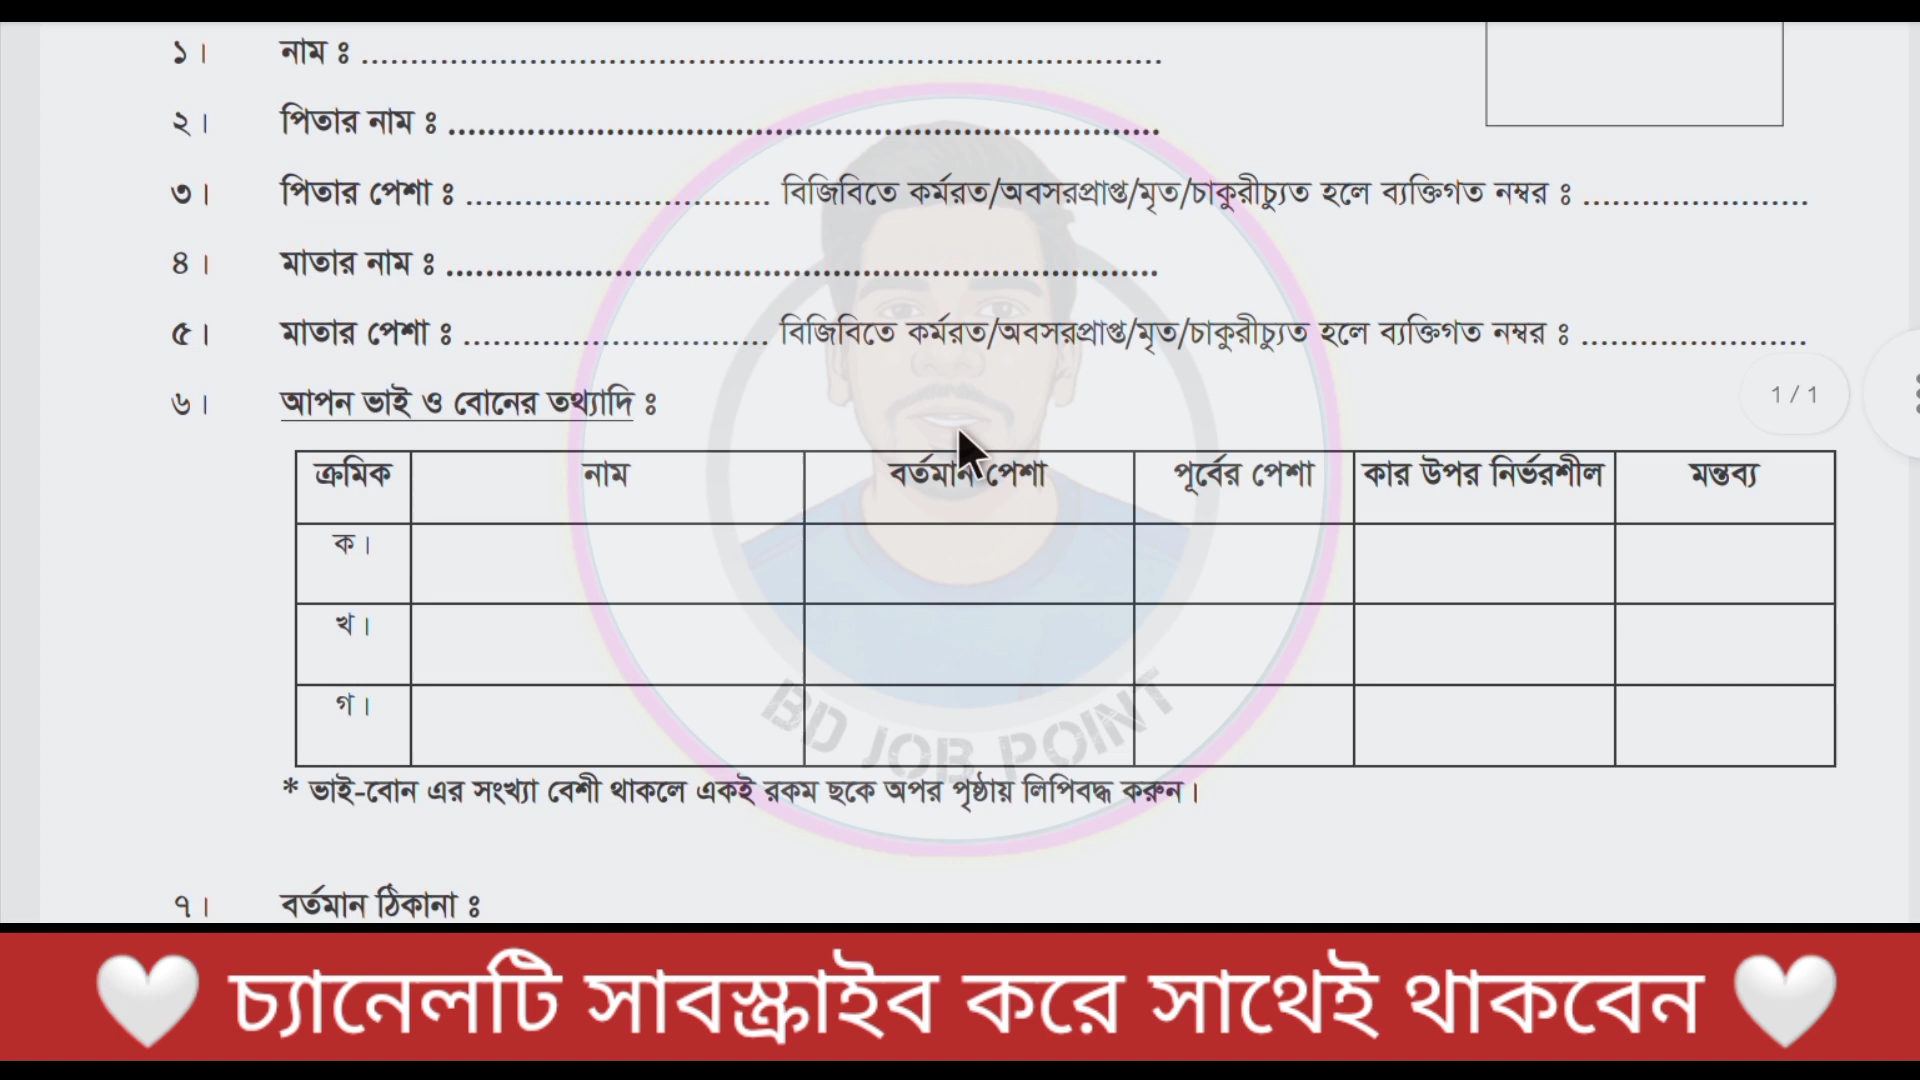 ১। নাম ঃ ................................................................................
২। পিতার নাম ঃ .......................................................................
৩। পিতার পেশা ঃ ............................... বিজিবিতে কর্মরত/অবসরপ্রাপ্ত/মৃত/চাকুরীচ্যুত হলে ব্যক্তিগত নম্বর ঃ .......................
৪। মাতার নাম ঃ .......................................................................
৫। মাতার পেশা ঃ ............................... বিজিবিতে কর্মরত/অবসরপ্রাপ্ত/মৃত/চাকুরীচ্যুত হলে ব্যক্তিগত নম্বর ঃ .......................
1 / 1
৬। আপন ভাই ও বোনের তথ্যাদি ঃ
ক্রমিক নাম বর্তমান পেশা পূর্বের পেশা কার উপর নির্ভরশীল মন্তব্য
ক।
খ।
গ।
BD JOB POINT
* ভাই-বোন এর সংখ্যা বেশী থাকলে একই রকম ছকে অপর পৃষ্ঠায় লিপিবদ্ধ করুন।
৭। বর্তমান ঠিকানা ঃ
চ্যানেলটি সাবস্ক্রাইব করে সাথেই থাকবেন